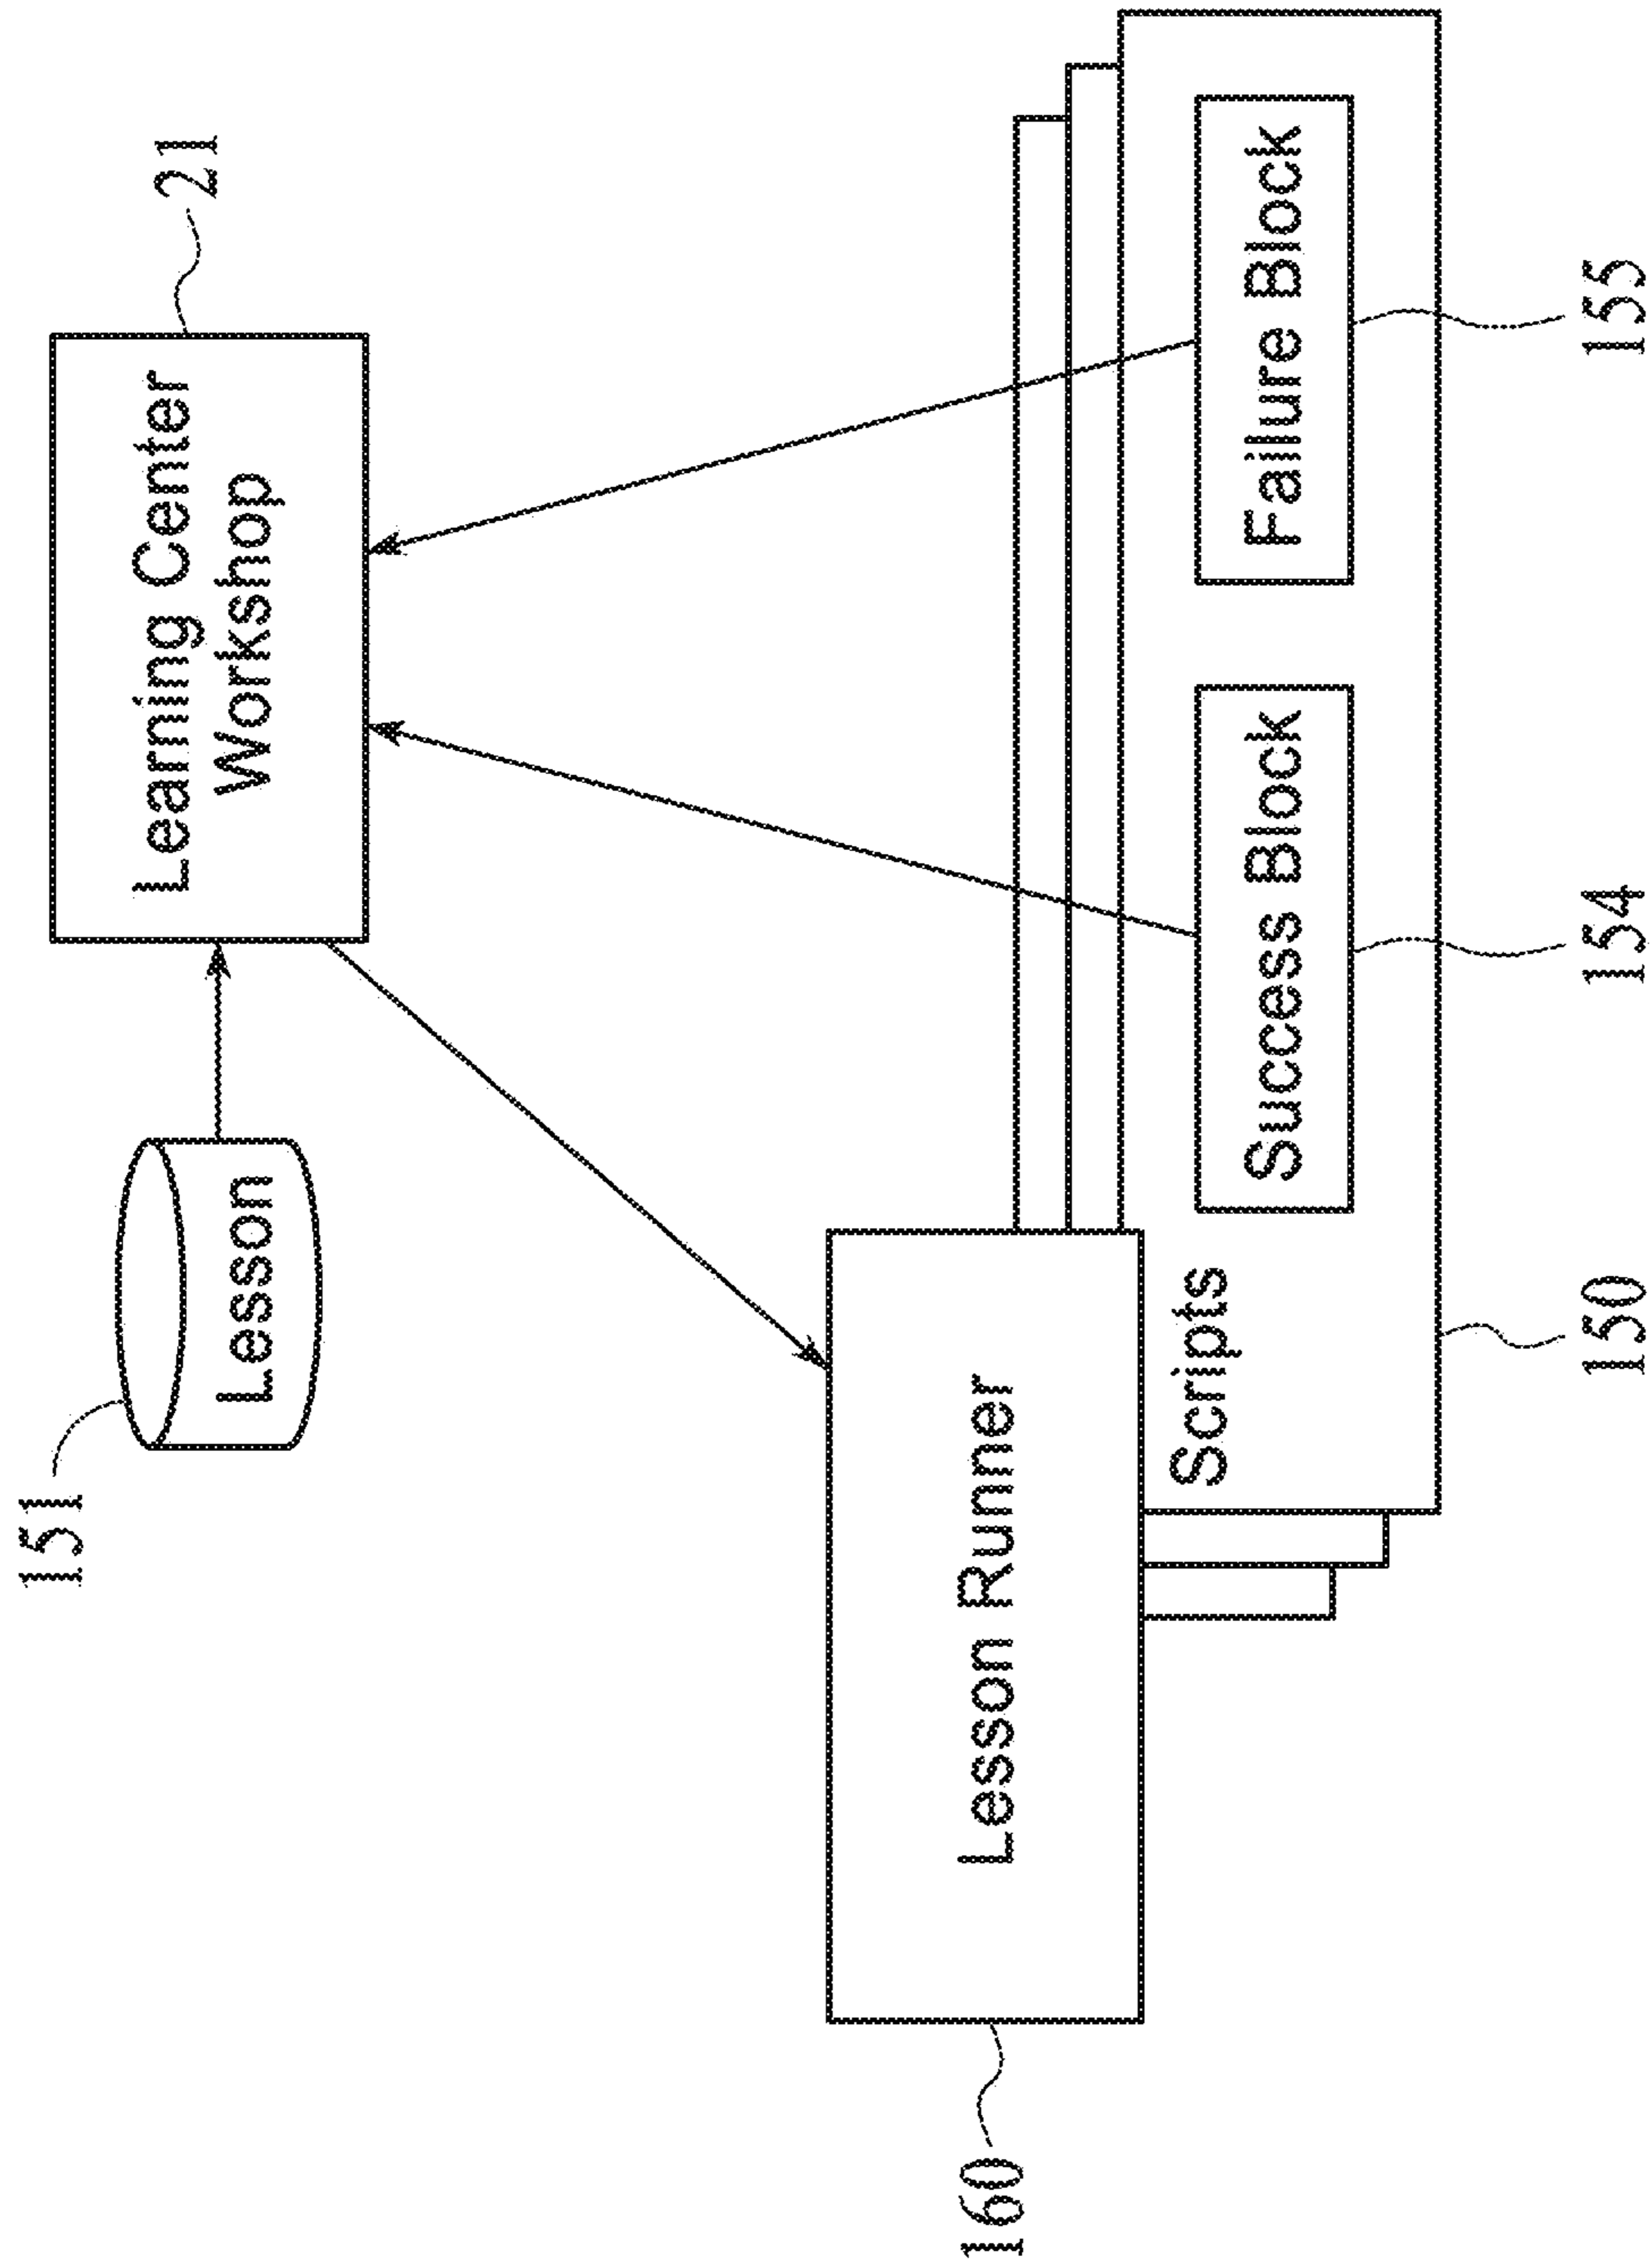 151
Lesson
Learning Center
Workshop
21
160
Lesson Runner
Scripts
Success Block
Failure Block
150
154
155